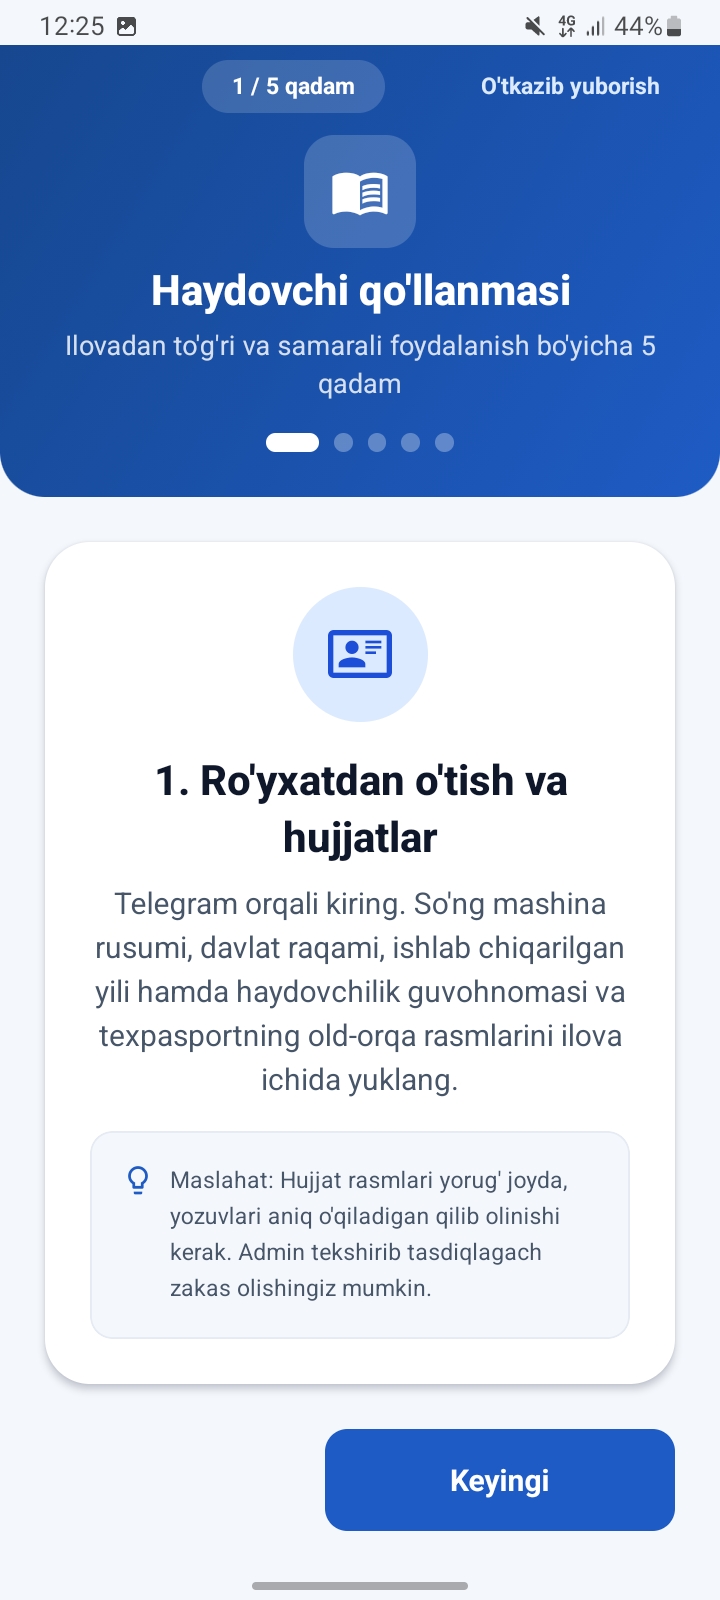 12:25
4G
44%
1 / 5 qadam
O'tkazib yuborish
Haydovchi qo'llanmasi
Ilovadan to'g'ri va samarali foydalanish bo'yicha 5
qadam
1. Ro'yxatdan o'tish va
hujjatlar
Telegram orqali kiring. So'ng mashina
rusumi, davlat raqami, ishlab chiqarilgan
yili hamda haydovchilik guvohnomasi va
texpasportning old-orqa rasmlarini ilova
ichida yuklang.
Maslahat: Hujjat rasmlari yorug' joyda,
yozuvlari aniq o'qiladigan qilib olinishi
kerak. Admin tekshirib tasdiqlagach
zakas olishingiz mumkin.
Keyingi